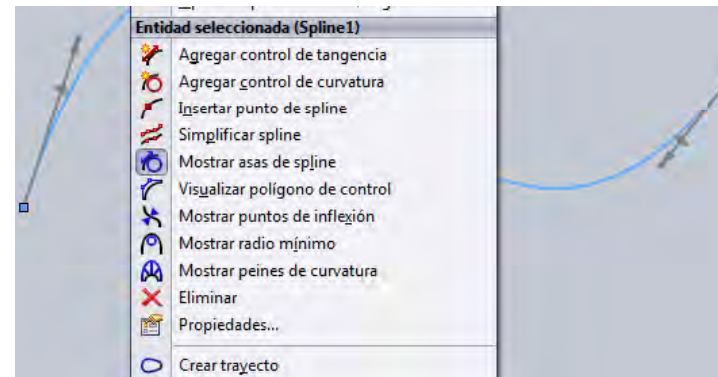 Entidad seleccionada (Spline1)
Agregar control de tangencia
Agregar control de curvatura
Insertar punto de spline
Simplificar spline
Mostrar asas de spline
Visualizar polígono de control
Mostrar puntos de inflexión
Mostrar radio mínimo
Mostrar peines de curvatura
Eliminar
Propiedades...
Crear trayecto